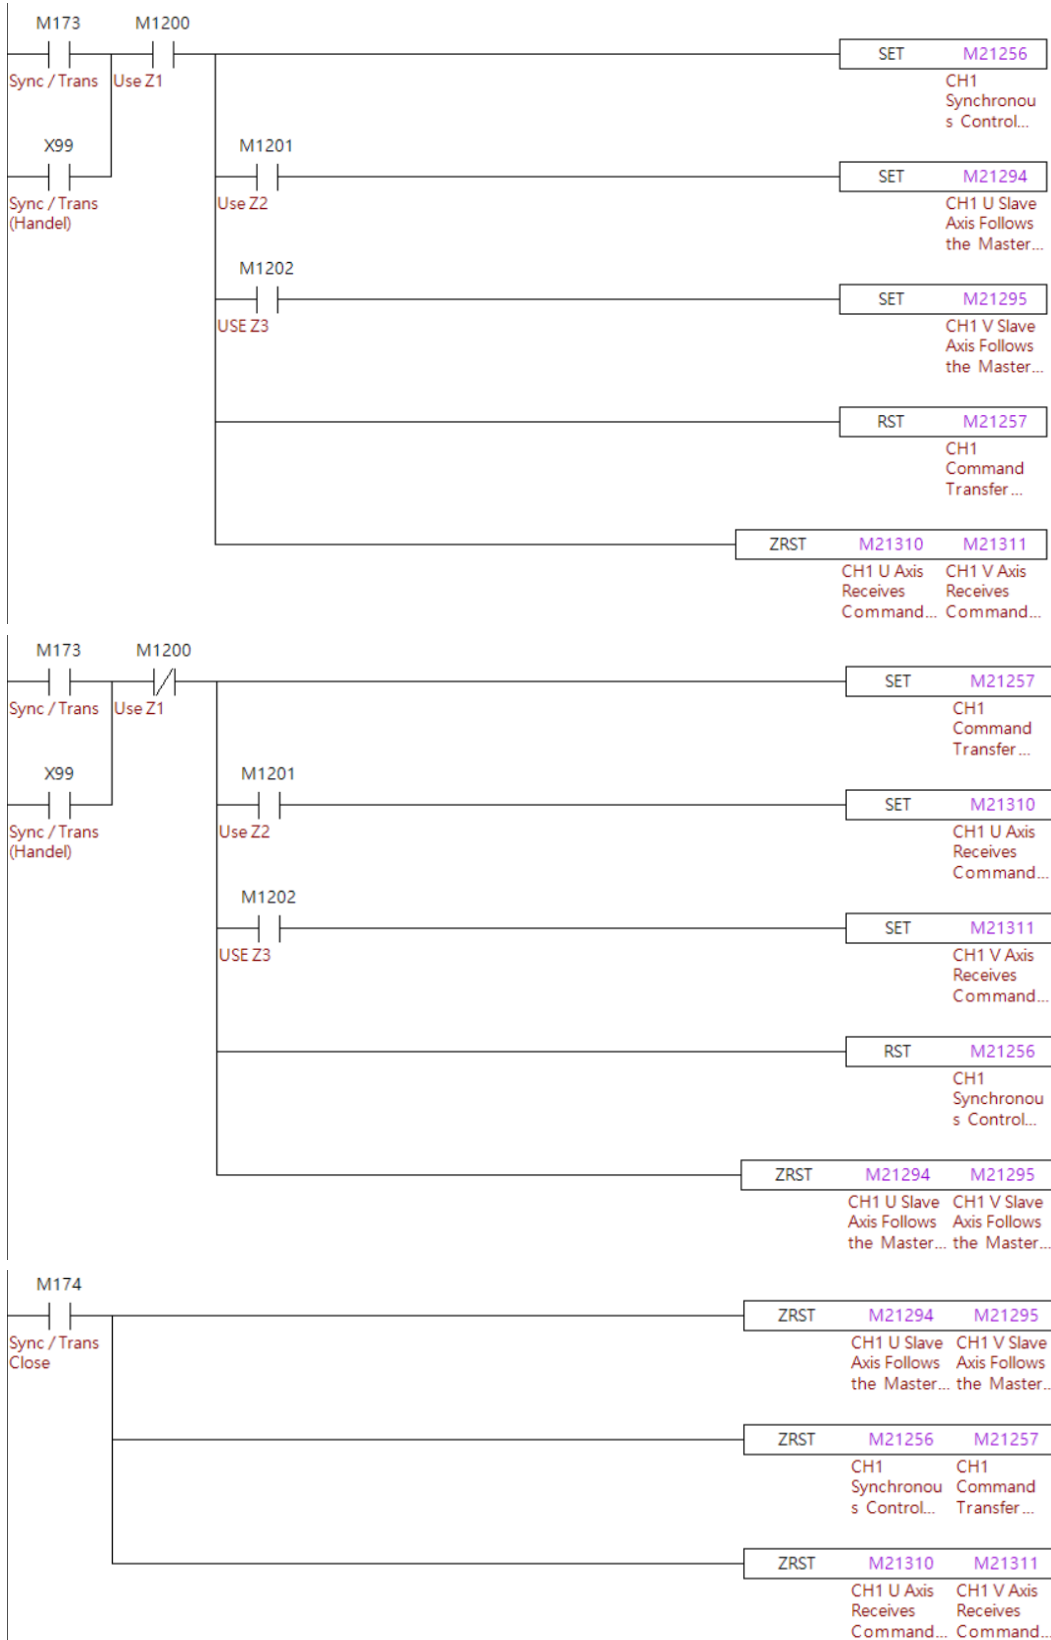 M173 M1200
SET M21256
Sync / Trans Use Z1
CH1
Synchronou
s Control...
X99 M1201
SET M21294
Sync / Trans Use Z2
(Handel)
CH1 U Slave
Axis Follows
the Master...
M1202
SET M21295
USE Z3
CH1 V Slave
Axis Follows
the Master...
RST M21257
CH1
Command
Transfer...
ZRST M21310 M21311
CH1 U Axis CH1 V Axis
Receives Receives
Command... Command...
M173 M1200
SET M21257
Sync / Trans Use Z1
CH1
Command
Transfer...
X99 M1201
SET M21310
Sync / Trans Use Z2
(Handel)
CH1 U Axis
Receives
Command...
M1202
SET M21311
USE Z3
CH1 V Axis
Receives
Command...
RST M21256
CH1
Synchronou
s Control...
ZRST M21294 M21295
CH1 U Slave CH1 V Slave
Axis Follows Axis Follows
the Master... the Master...
M174
ZRST M21294 M21295
Sync / Trans
Close
CH1 U Slave CH1 V Slave
Axis Follows Axis Follows
the Master... the Master...
ZRST M21256 M21257
CH1 CH1
Synchronou Command
s Control... Transfer...
ZRST M21310 M21311
CH1 U Axis CH1 V Axis
Receives Receives
Command... Command...